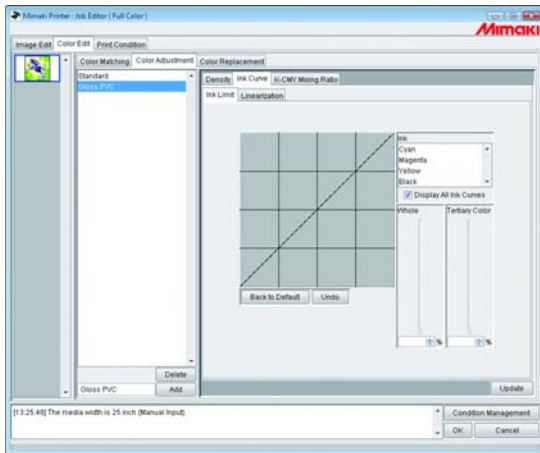 Mimaki Printer : Job Editor ( Full Color )
Mimaki
Image Edit Color Edit Print Condition
Color Matching Color Adjustment Color Replacement
Standard
Gloss PVC
Density Ink Curve K-CMY Mixing Ratio
Ink Limit Linearization
Ink
Cyan
Magenta
Yellow
Black
Display All Ink Curves
Whole Tertiary Color
Back to Default Undo
% %
Delete
Gloss PVC Add
Update
[13:25:48] The media width is 25 inch (Manual Input).
Condition Management
OK Cancel